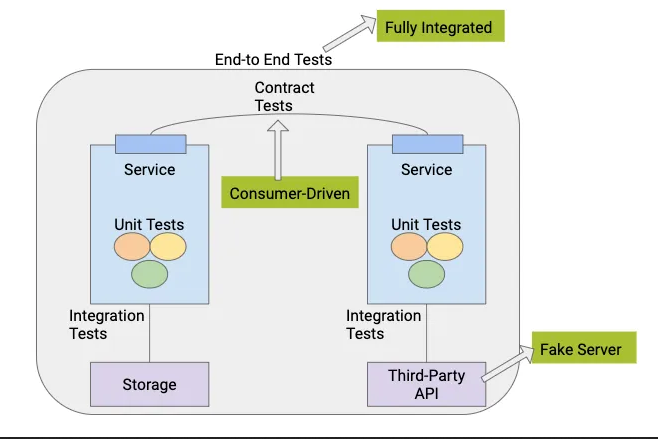 Fully Integrated
End-to End Tests
Contract
Tests
Service
Service
Consumer-Driven
Unit Tests
Unit Tests
Integration
Tests
Integration
Tests
Fake Server
Storage
Third-Party
API